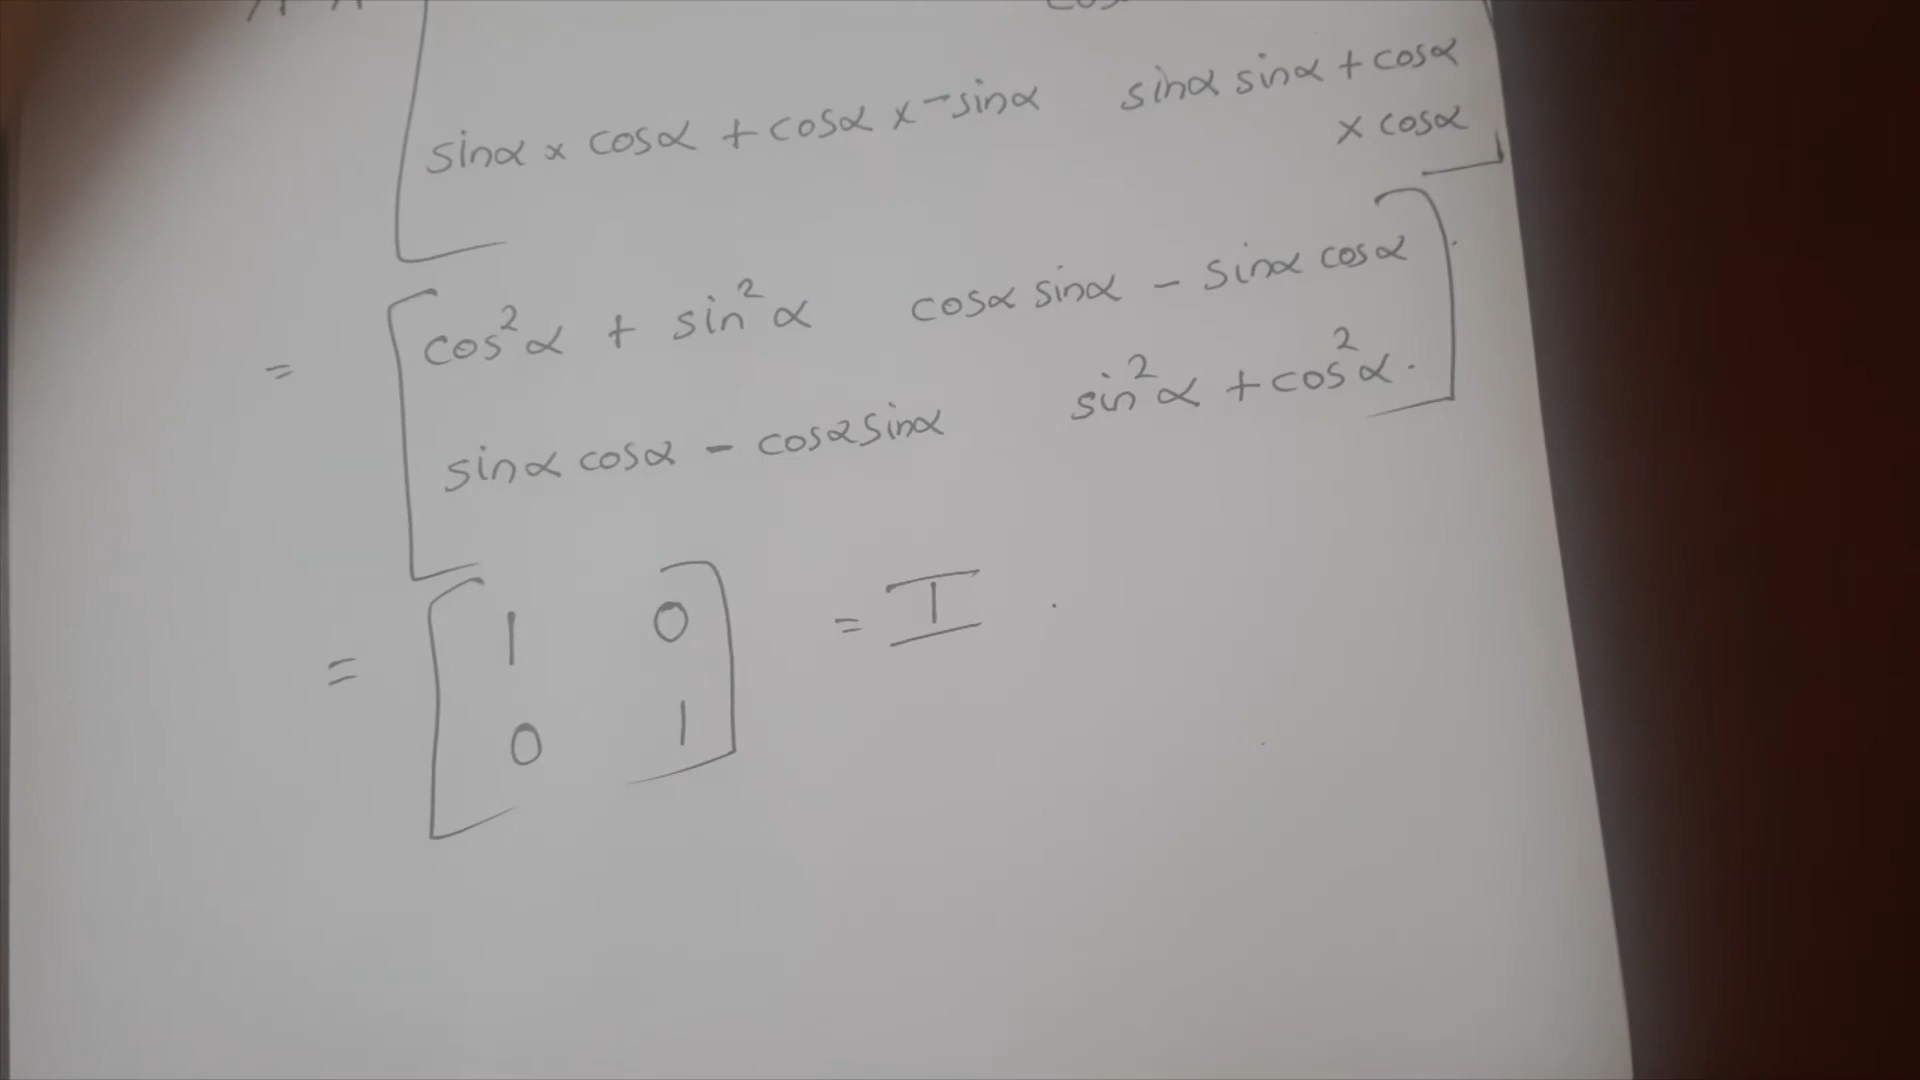 sinα x cosα + cosα x -sinα   sinα sinα + cosα
x cosα
= [ cos²α + sin²α   cosα sinα - sinα cosα
sinα cosα - cosα sinα   sin²α + cos²α. ]
= [ 1   0
0   1 ] = I .